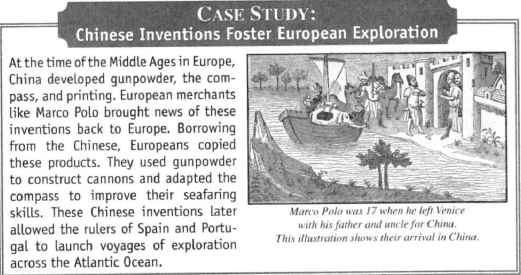 CASE STUDY:
Chinese Inventions Foster European Exploration
At the time of the Middle Ages in Europe,
China developed gunpowder, the com-
pass, and printing. European merchants
like Marco Polo brought news of these
inventions back to Europe. Borrowing
from the Chinese, Europeans copied
these products. They used gunpowder
to construct cannons and adapted the
compass to improve their seafaring
skills. These Chinese inventions later
allowed the rulers of Spain and Portu-
gal to launch voyages of exploration
across the Atlantic Ocean.
Marco Polo was 17 when he left Venice
with his father and uncle for China.
This illustration shows their arrival in China.